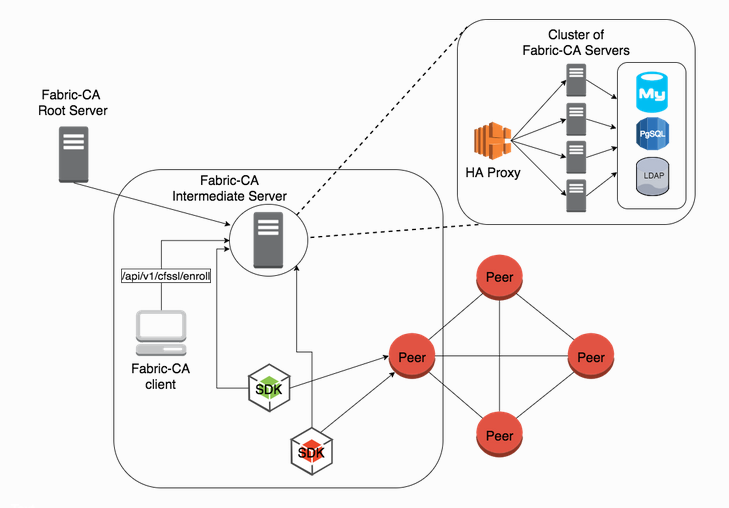 Cluster of
Fabric-CA Servers
My
PgSQL
LDAP
HA Proxy
Fabric-CA
Root Server
Fabric-CA
Intermediate Server
/api/v1/cfssl/enroll
Fabric-CA
client
SDK
SDK
Peer
Peer
Peer
Peer